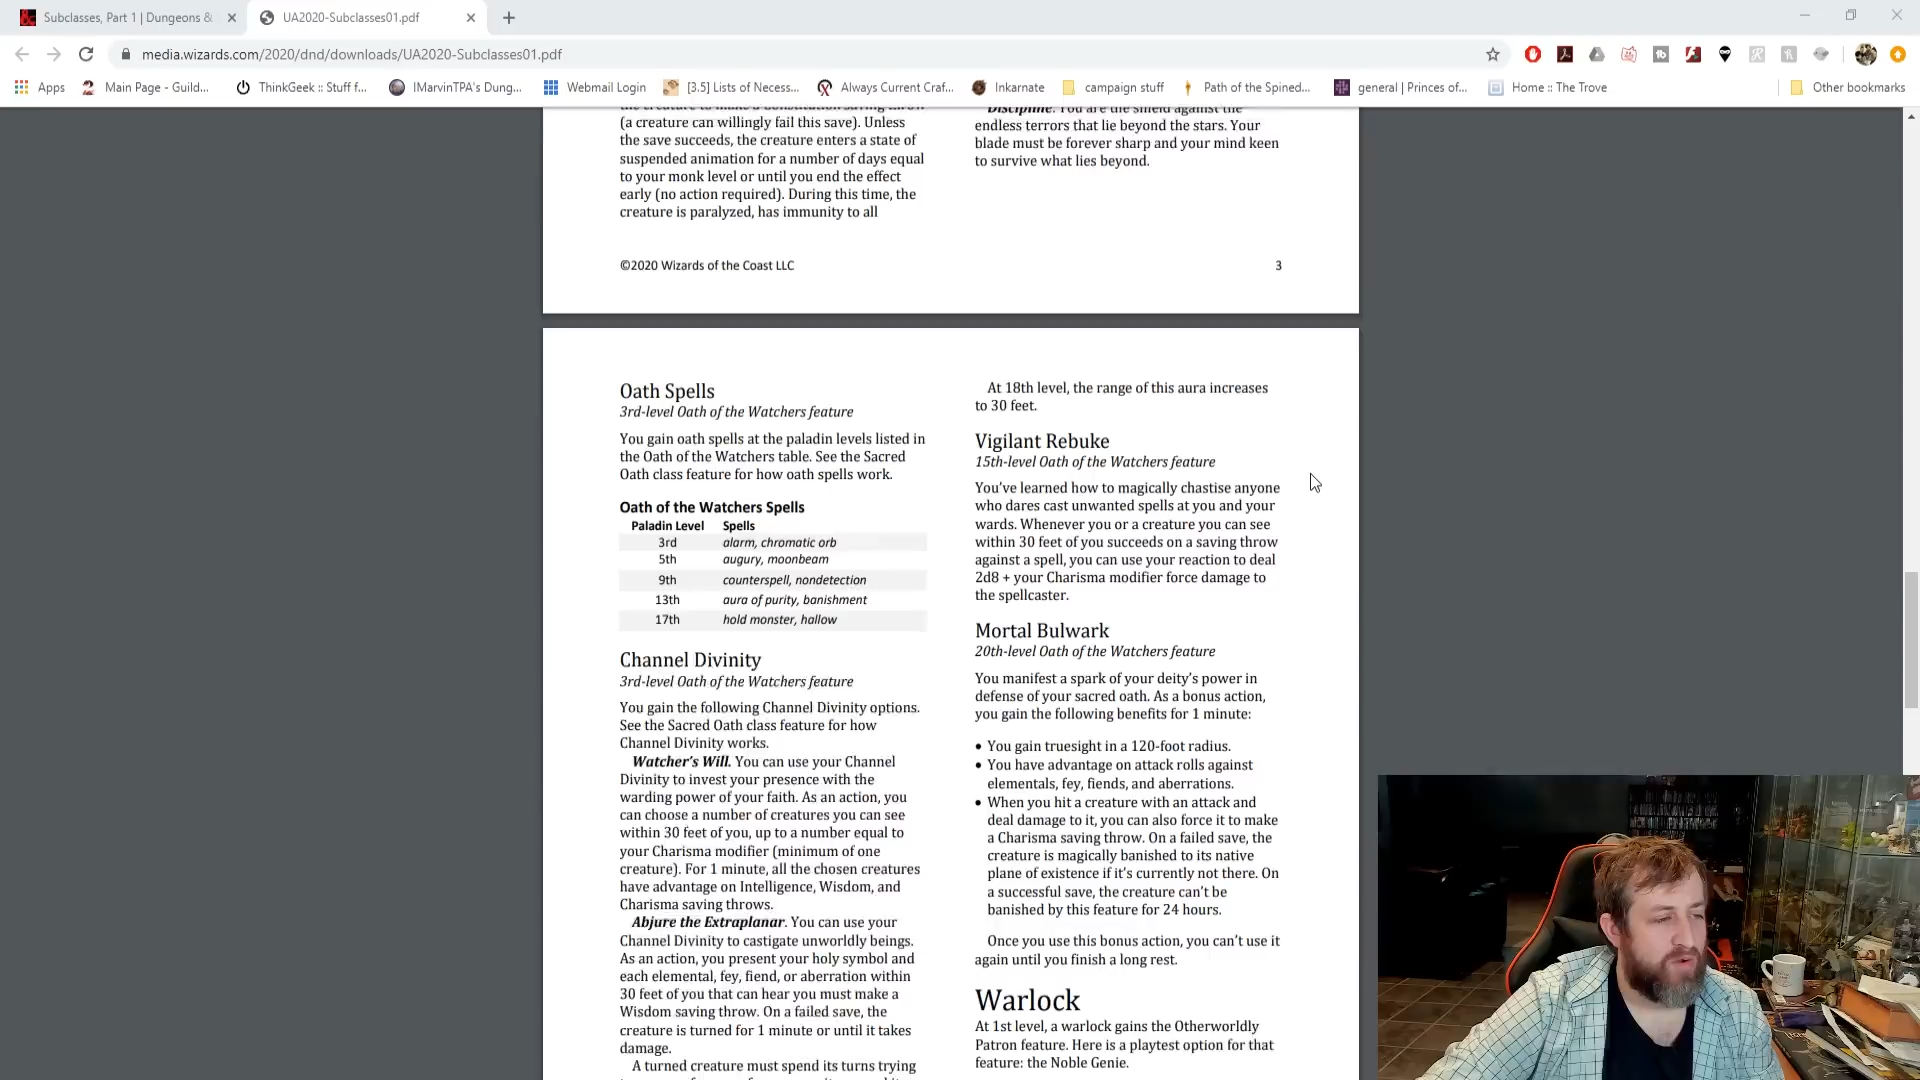 Subclasses, Part 1 | Dungeons &
UA2020-Subclasses01.pdf
media.wizards.com/2020/dnd/downloads/UA2020-Subclasses01.pdf
Apps
Main Page - Guild...
ThinkGeek :: Stuff f...
IMarvinTPA's Dung...
Webmail Login
[3.5] Lists of Necess...
Always Current Craf...
Inkarnate
campaign stuff
Path of the Spined...
general | Princes of...
Home :: The Trove
Other bookmarks
the creature to make a Constitution saving throw
(a creature can willingly fail this save). Unless
the save succeeds, the creature enters a state of
suspended animation for a number of days equal
to your monk level or until you end the effect
early (no action required). During this time, the
creature is paralyzed, has immunity to all
Discipline. You are the shield against the
endless terrors that lie beyond the stars. Your
blade must be forever sharp and your mind keen
to survive what lies beyond.
©2020 Wizards of the Coast LLC
3
Oath Spells
3rd-level Oath of the Watchers feature
You gain oath spells at the paladin levels listed in
the Oath of the Watchers table. See the Sacred
Oath class feature for how oath spells work.
Oath of the Watchers Spells
Paladin Level Spells
3rd alarm, chromatic orb
5th augury, moonbeam
9th counterspell, nondetection
13th aura of purity, banishment
17th hold monster, hallow
Channel Divinity
3rd-level Oath of the Watchers feature
You gain the following Channel Divinity options.
See the Sacred Oath class feature for how
Channel Divinity works.
Watcher's Will. You can use your Channel
Divinity to invest your presence with the
warding power of your faith. As an action, you
can choose a number of creatures you can see
within 30 feet of you, up to a number equal to
your Charisma modifier (minimum of one
creature). For 1 minute, all the chosen creatures
have advantage on Intelligence, Wisdom, and
Charisma saving throws.
Abjure the Extraplanar. You can use your
Channel Divinity to castigate unworldly beings.
As an action, you present your holy symbol and
each elemental, fey, fiend, or aberration within
30 feet of you that can hear you must make a
Wisdom saving throw. On a failed save, the
creature is turned for 1 minute or until it takes
damage.
A turned creature must spend its turns trying
At 18th level, the range of this aura increases
to 30 feet.
Vigilant Rebuke
15th-level Oath of the Watchers feature
You've learned how to magically chastise anyone
who dares cast unwanted spells at you and your
wards. Whenever you or a creature you can see
within 30 feet of you succeeds on a saving throw
against a spell, you can use your reaction to deal
2d8 + your Charisma modifier force damage to
the spellcaster.
Mortal Bulwark
20th-level Oath of the Watchers feature
You manifest a spark of your deity's power in
defense of your sacred oath. As a bonus action,
you gain the following benefits for 1 minute:
• You gain truesight in a 120-foot radius.
• You have advantage on attack rolls against
elementals, fey, fiends, and aberrations.
• When you hit a creature with an attack and
deal damage to it, you can also force it to make
a Charisma saving throw. On a failed save, the
creature is magically banished to its native
plane of existence if it's currently not there. On
a successful save, the creature can't be
banished by this feature for 24 hours.
Once you use this bonus action, you can't use it
again until you finish a long rest.
Warlock
At 1st level, a warlock gains the Otherworldly
Patron feature. Here is a playtest option for that
feature: the Noble Genie.